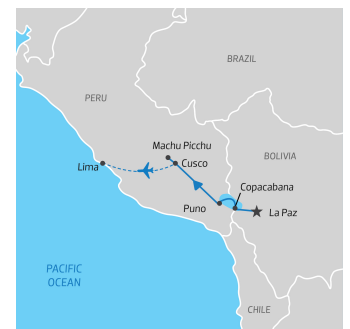 BRAZIL
PERU
Machu Picchu
BOLIVIA
Lima
Cusco
Copacabana
Puno
La Paz
PACIFIC
OCEAN
CHILE